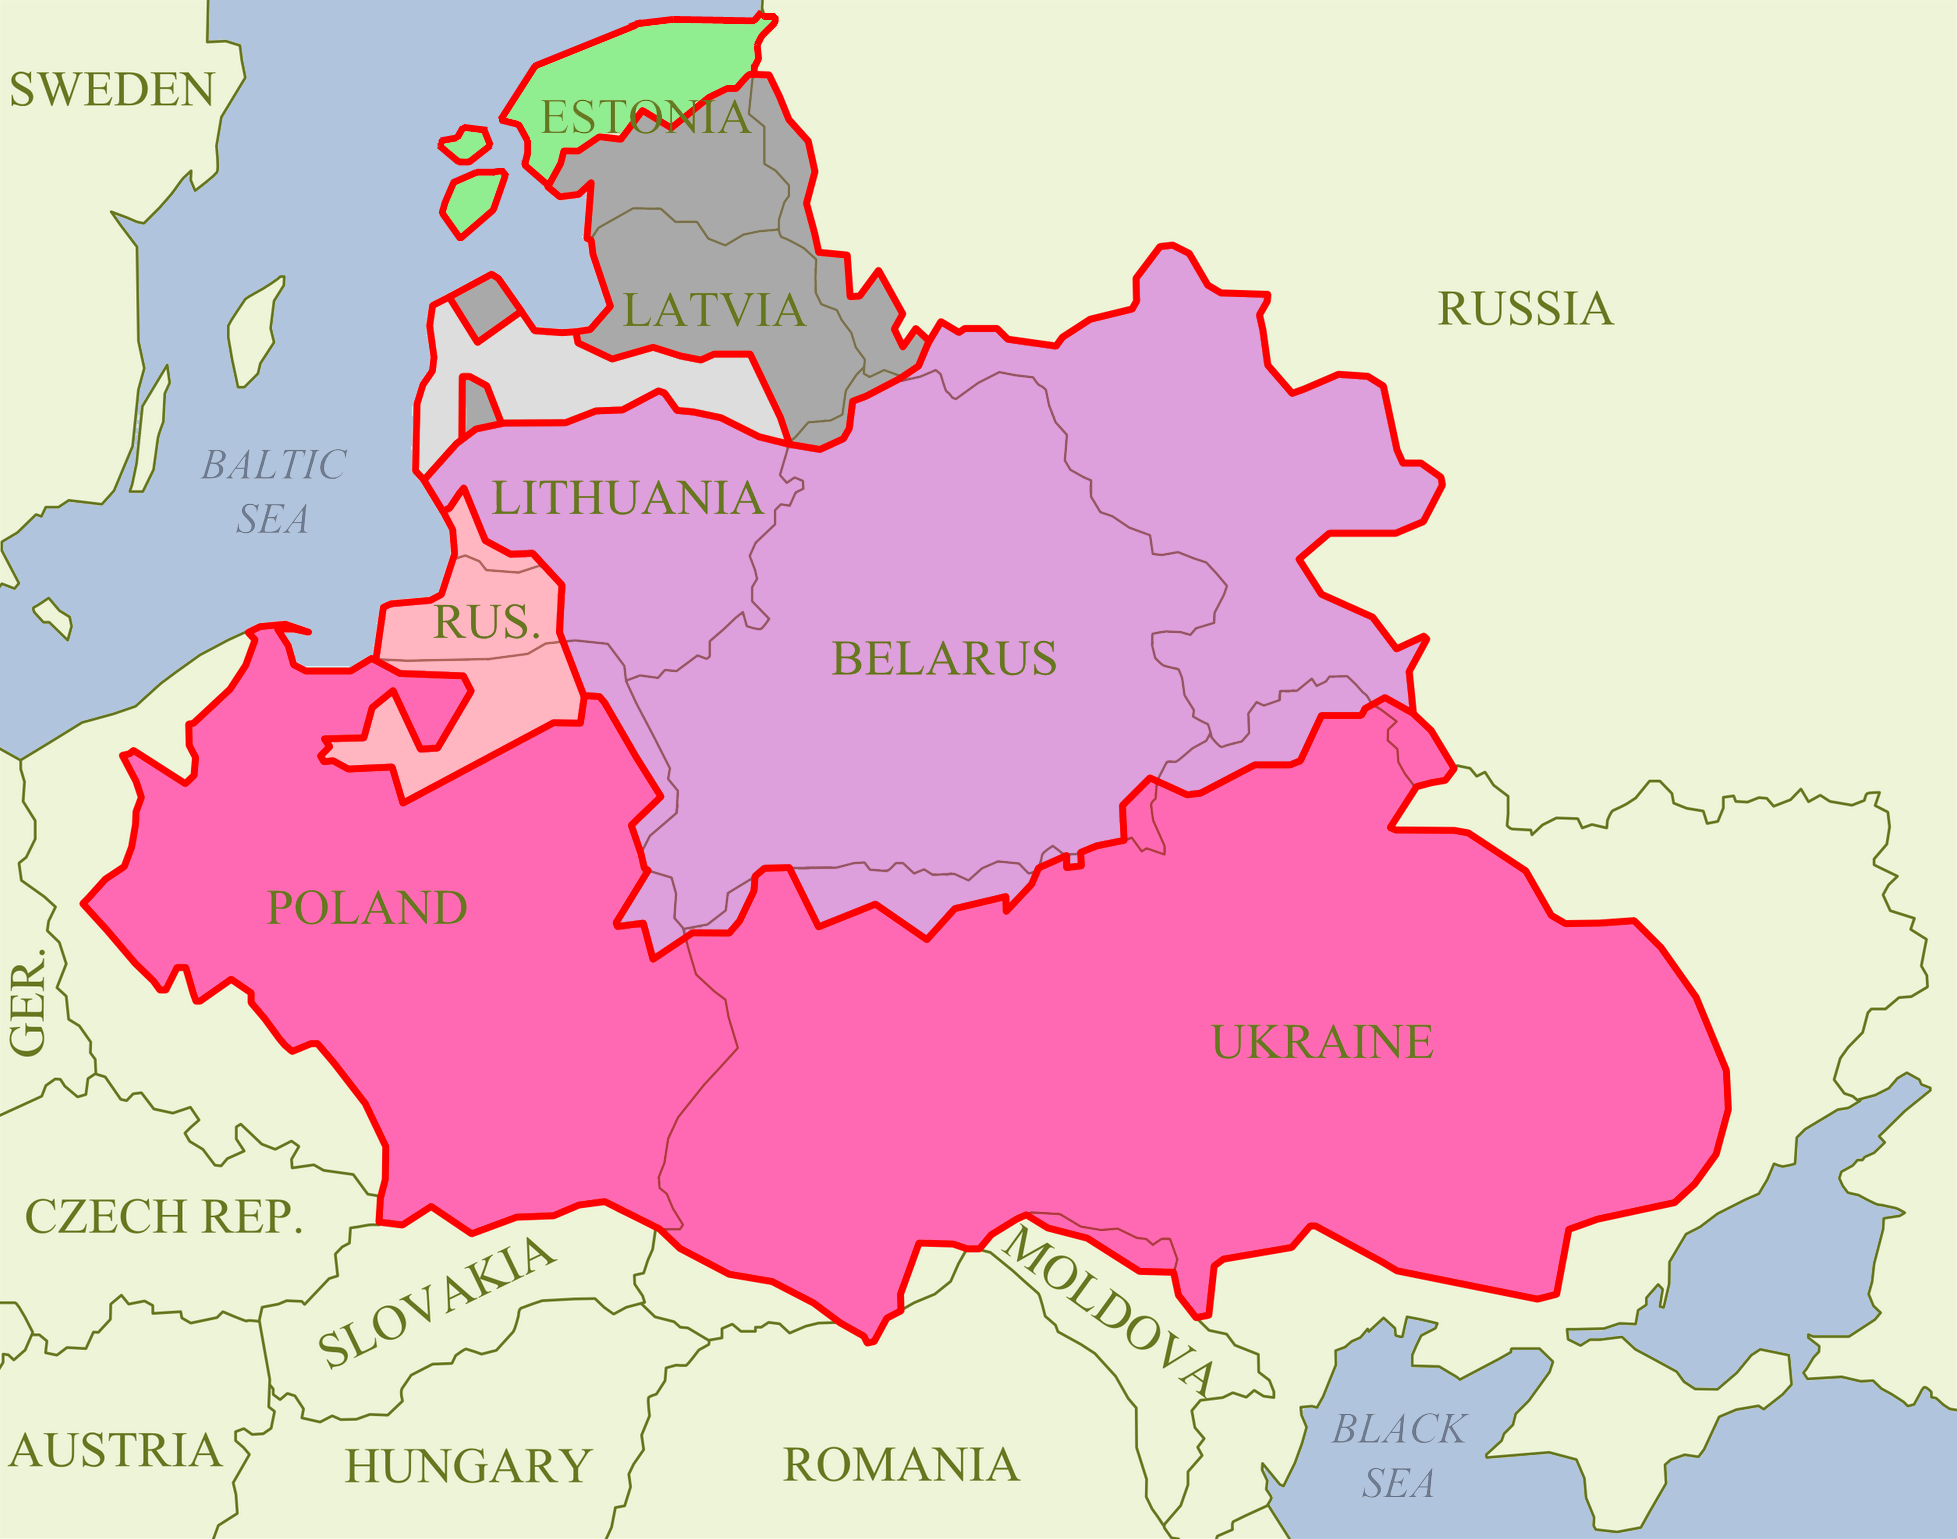 SWEDEN
ESTONIA
LATVIA
RUSSIA
BALTIC
SEA
LITHUANIA
RUS.
BELARUS
POLAND
GER.
UKRAINE
CZECH REP.
SLOVAKIA
MOLDOVA
AUSTRIA
HUNGARY
ROMANIA
BLACK
SEA